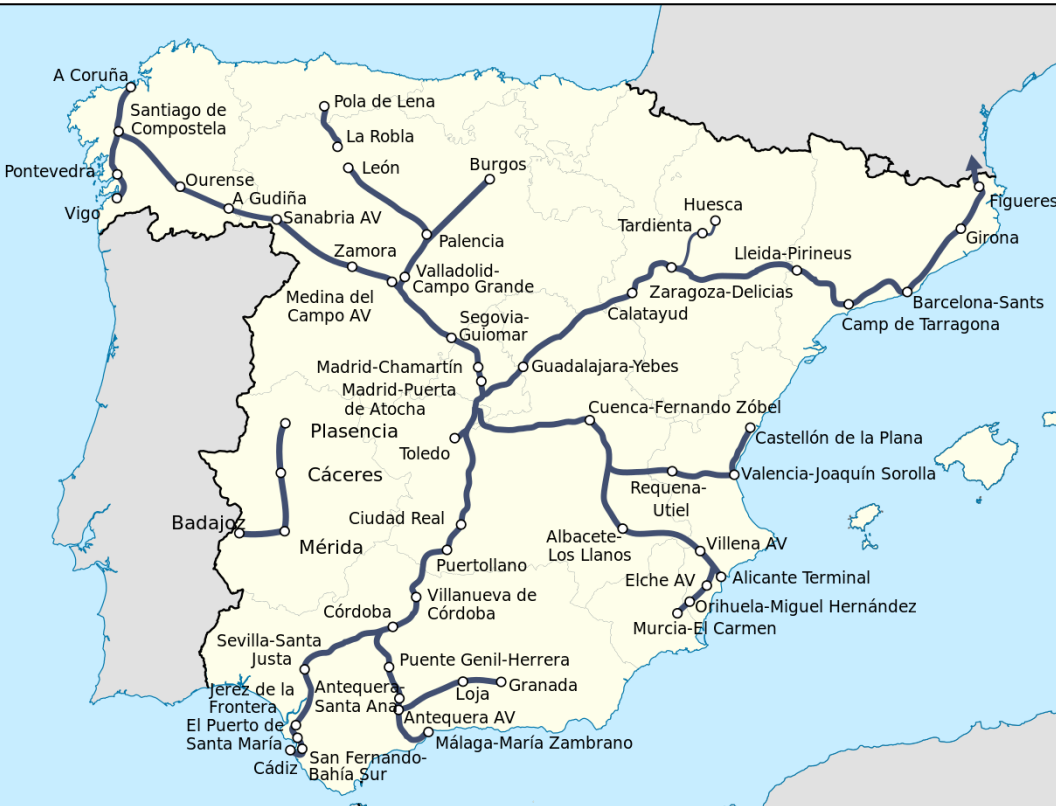 A Coruña
Santiago de
Compostela
Pontevedra
Vigo
Ourense
A Gudiña
Sanabria AV
Zamora
Medina del
Campo AV
Pola de Lena
La Robla
León
Burgos
Palencia
Valladolid-
Campo Grande
Segovia-
Guiomar
Madrid-Chamartín
Madrid-Puerta
de Atocha
Huesca
Tardienta
Lleida-Pirineus
Zaragoza-Delicias
Calatayud
Guadalajara-Yebes
Figueres
Girona
Barcelona-Sants
Camp de Tarragona
Plasencia
Cáceres
Badajoz
Mérida
Toledo
Ciudad Real
Puertollano
Villanueva de
Córdoba
Córdoba
Cuenca-Fernando Zóbel
Castellón de la Plana
Valencia-Joaquín Sorolla
Requena-
Utiel
Albacete-
Los Llanos
Villena AV
Elche AV
Alicante Terminal
Orihuela-Miguel Hernández
Murcia-El Carmen
Sevilla-Santa
Justa
Puente Genil-Herrera
Jerez de la
Frontera
El Puerto de
Santa María
Cádiz
San Fernando-
Bahía Sur
Antequera-
Santa Ana
Loja
Granada
Antequera AV
Málaga-María Zambrano